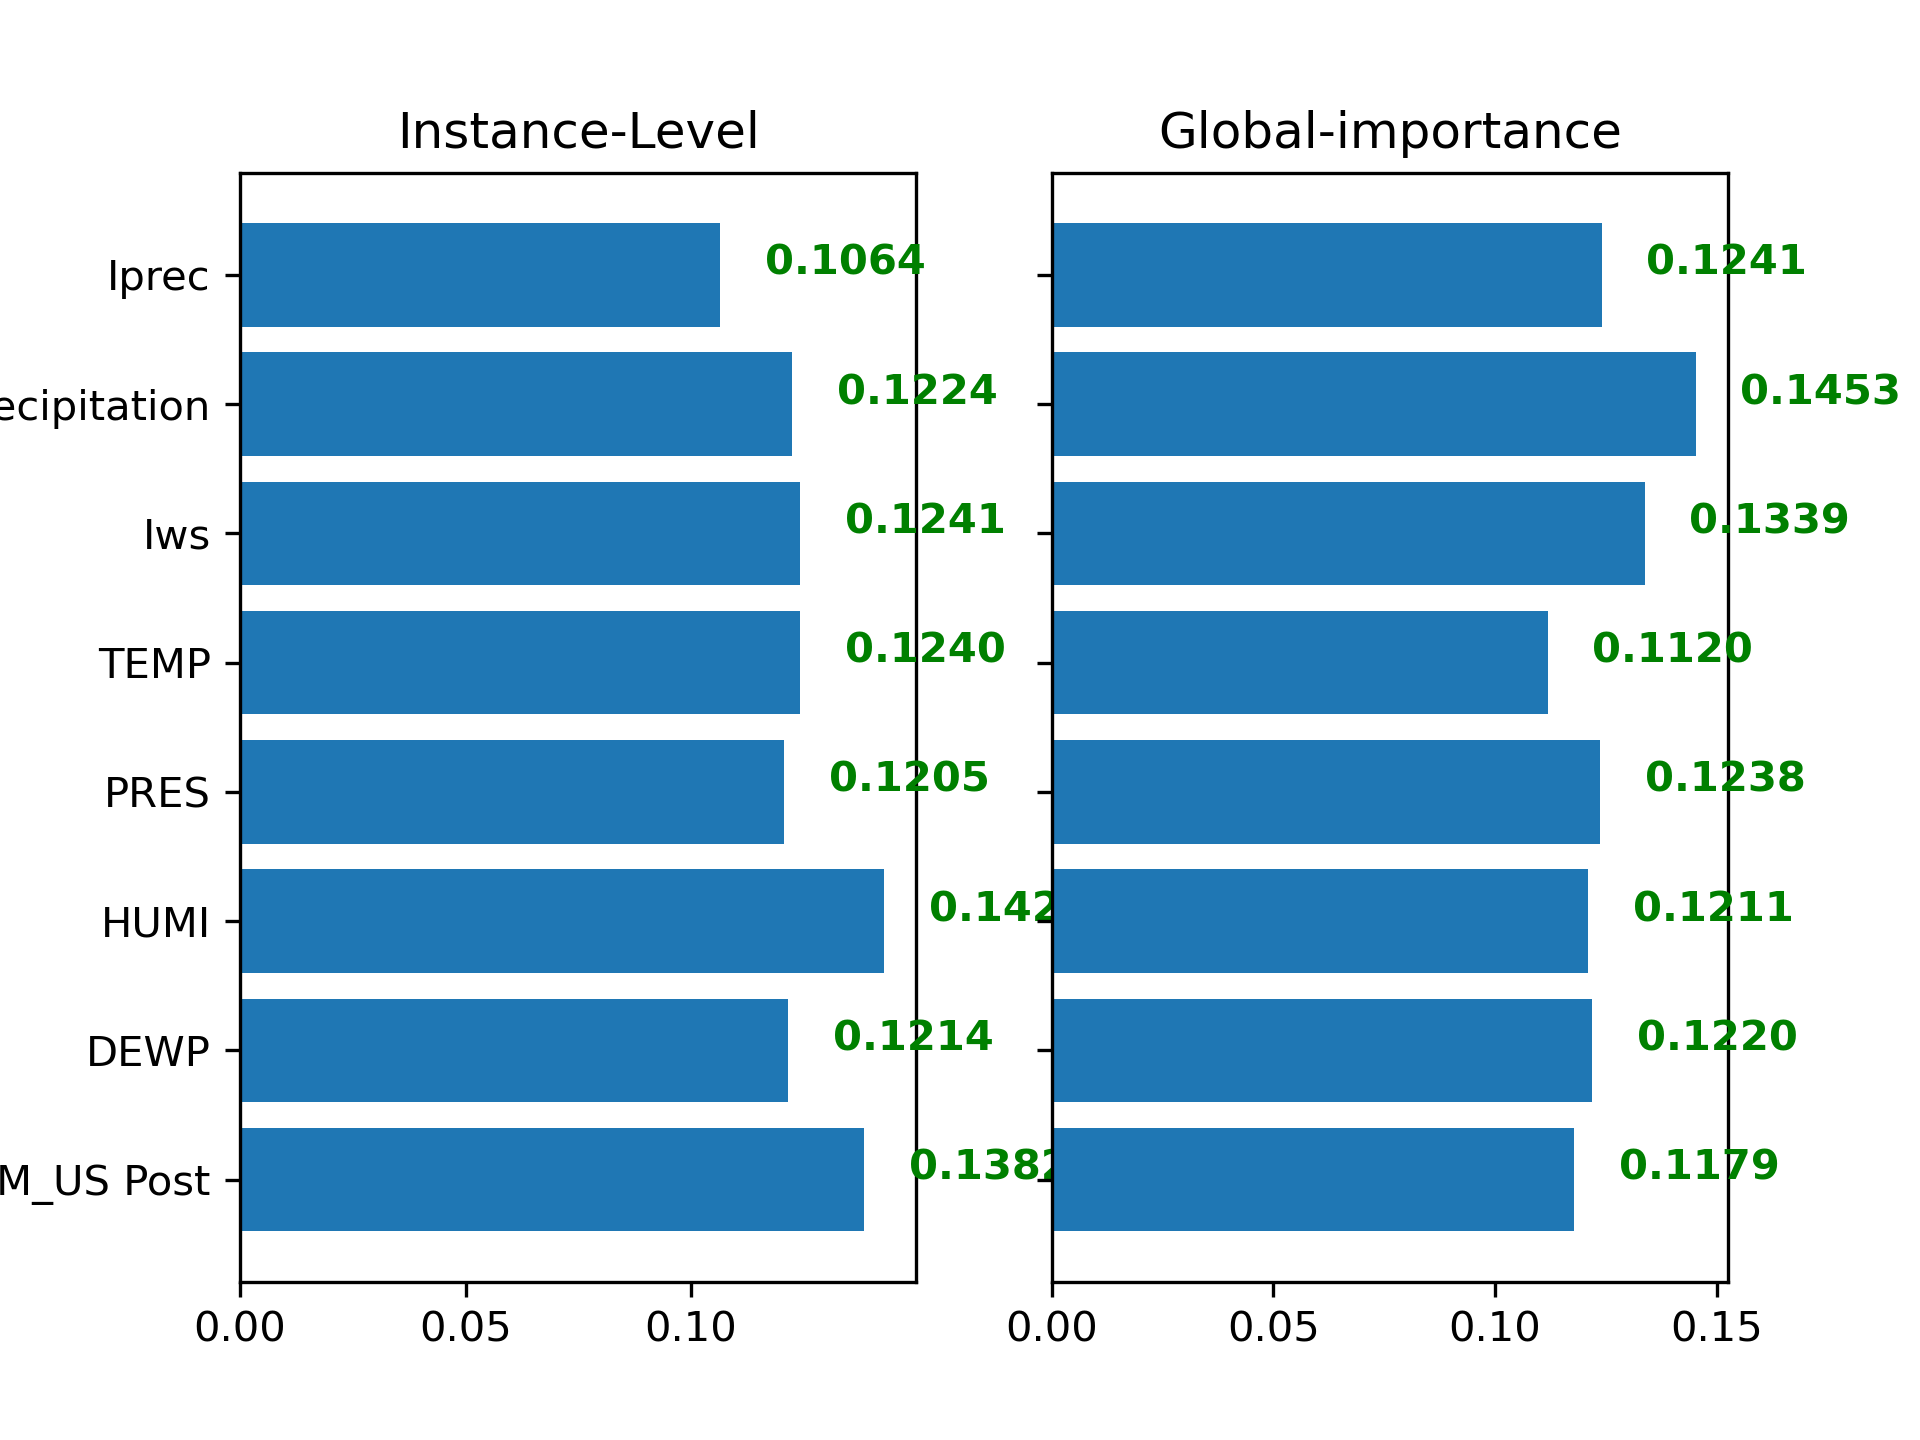 Instance-Level
Global-importance
Iprec
0.1064
0.1241
ecipitation
0.1224
0.1453
Iws
0.1241
0.1339
TEMP
0.1240
0.1120
PRES
0.1205
0.1238
HUMI
0.142
0.1211
DEWP
0.1214
0.1220
M_US Post
0.1382
0.1179
0.00 0.05 0.10
0.00 0.05 0.10 0.15